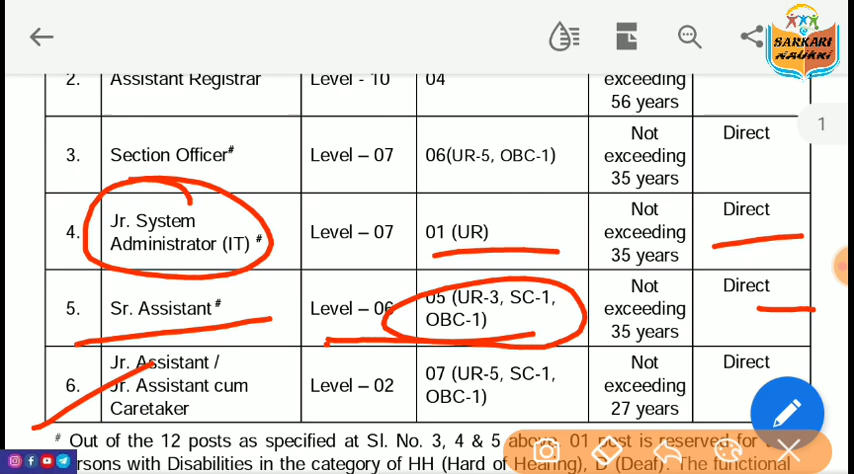 SARKARI
NAUKRI
1
2. Assistant Registrar Level - 10 04 exceeding
56 years
3. Section Officer# Level – 07 06(UR-5, OBC-1) Not
exceeding
35 years Direct
4. Jr. System
Administrator (IT) # Level – 07 01 (UR) Not
exceeding
35 years Direct
5. Sr. Assistant# Level – 06 05 (UR-3, SC-1,
OBC-1) Not
exceeding
35 years Direct
6. Jr. Assistant /
Jr. Assistant cum
Caretaker Level – 02 07 (UR-5, SC-1,
OBC-1) Not
exceeding
27 years Direct
# Out of the 12 posts as specified at Sl. No. 3, 4 & 5 above, 01 post is reserved for
Persons with Disabilities in the category of HH (Hard of Hearing), D (Deaf). The functional